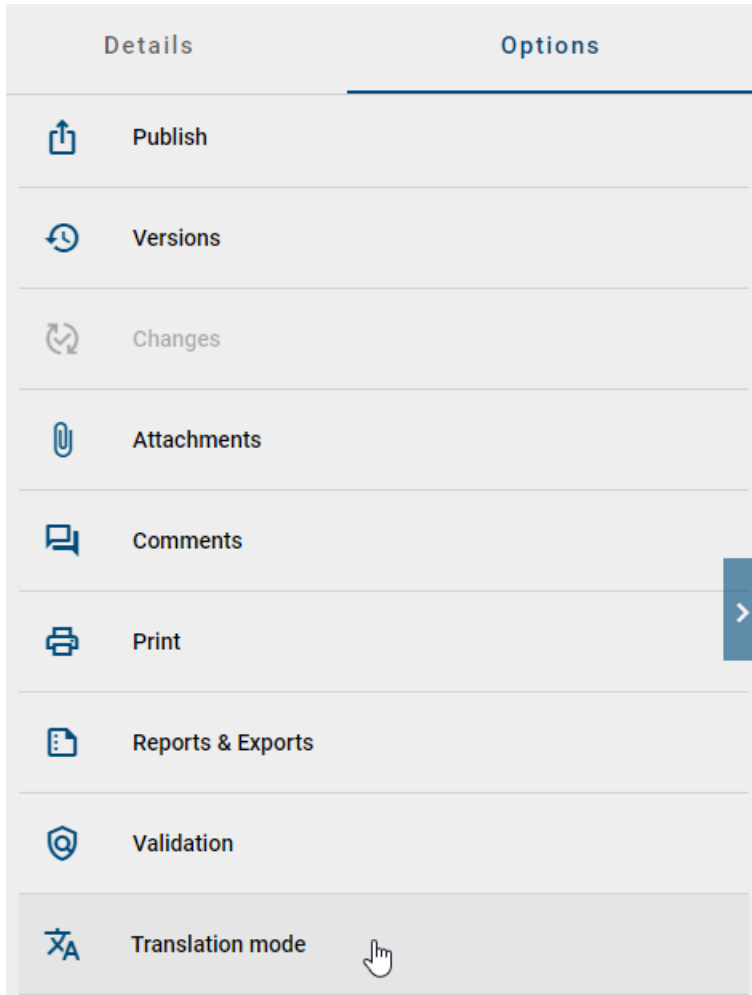 Details Options
Publish
Versions
Changes
Attachments
Comments
Print
Reports & Exports
Validation
Translation mode